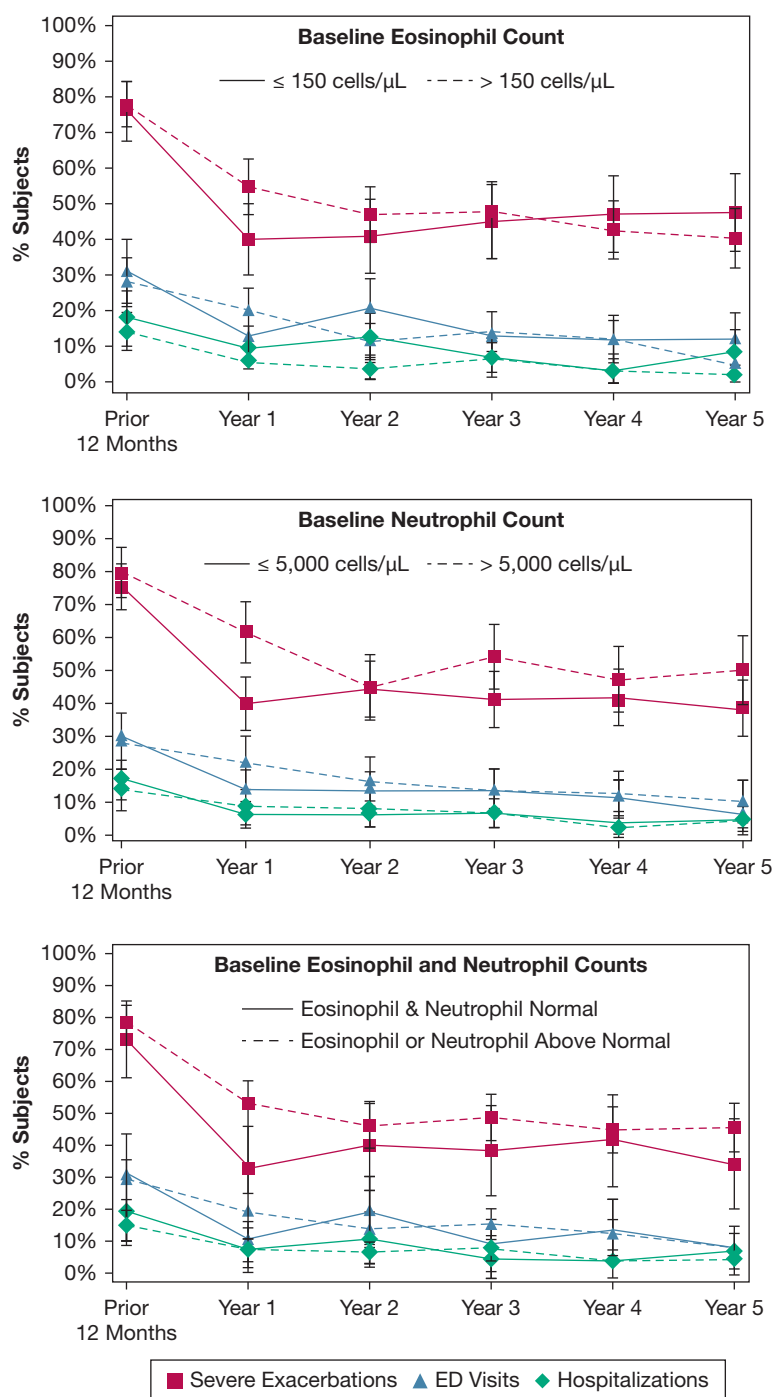 Baseline Eosinophil Count
≤ 150 cells/µL > 150 cells/µL
% Subjects
100%
90%
80%
70%
60%
50%
40%
30%
20%
10%
0%
Prior 12 Months Year 1 Year 2 Year 3 Year 4 Year 5
Baseline Neutrophil Count
≤ 5,000 cells/µL > 5,000 cells/µL
% Subjects
100%
90%
80%
70%
60%
50%
40%
30%
20%
10%
0%
Prior 12 Months Year 1 Year 2 Year 3 Year 4 Year 5
Baseline Eosinophil and Neutrophil Counts
Eosinophil & Neutrophil Normal
Eosinophil or Neutrophil Above Normal
% Subjects
100%
90%
80%
70%
60%
50%
40%
30%
20%
10%
0%
Prior 12 Months Year 1 Year 2 Year 3 Year 4 Year 5
Severe Exacerbations ED Visits Hospitalizations